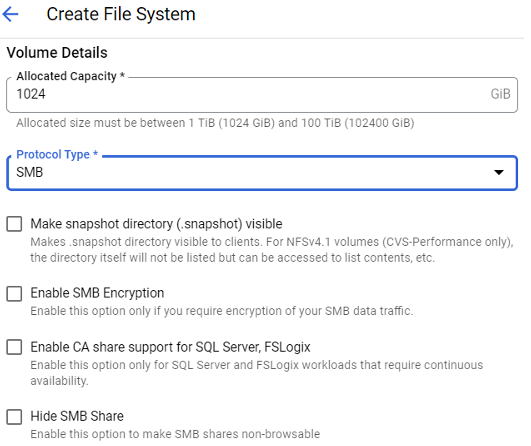 Create File System
Volume Details
Allocated Capacity *
1024
GiB
Allocated size must be between 1 TiB (1024 GiB) and 100 TiB (102400 GiB)
Protocol Type *
SMB
Make snapshot directory (.snapshot) visible
Makes .snapshot directory visible to clients. For NFSv4.1 volumes (CVS-Performance only),
the directory itself will not be listed but can be accessed to list contents, etc.
Enable SMB Encryption
Enable this option only if you require encryption of your SMB data traffic.
Enable CA share support for SQL Server, FSLogix
Enable this option only for SQL Server and FSLogix workloads that require continuous
availability.
Hide SMB Share
Enable this option to make SMB shares non-browsable